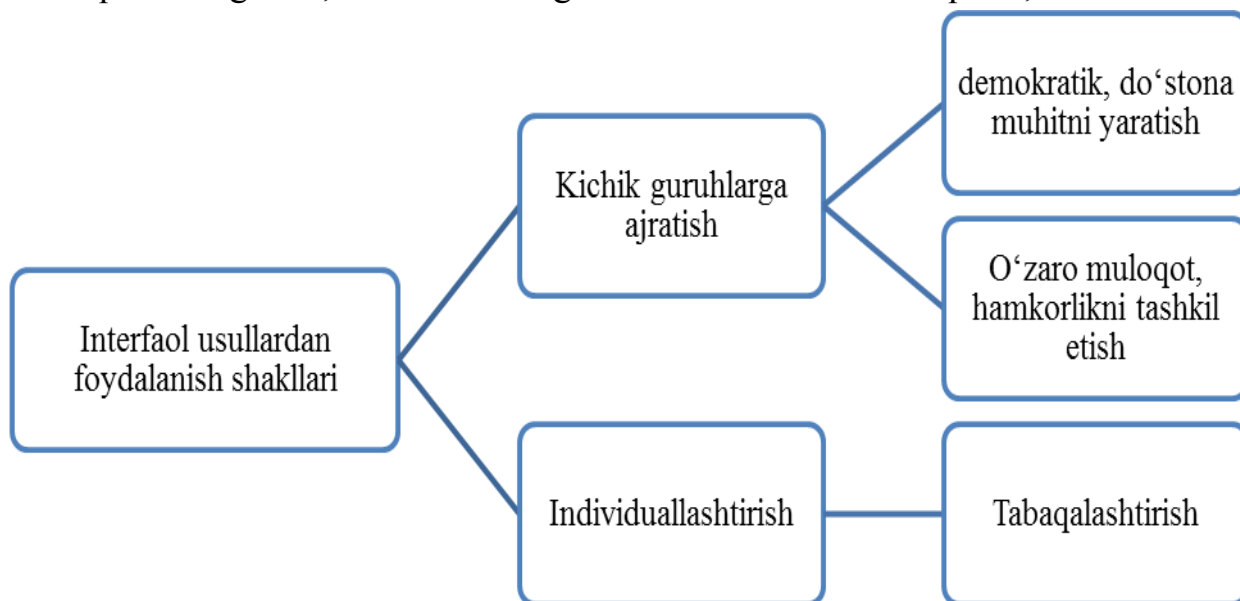 Interfaol usullardan
foydalanish shakllari
Kichik guruhlarga
ajratish
demokratik, do‘stona
muhitni yaratish
O‘zaro muloqot,
hamkorlikni tashkil
etish
Individuallashtirish
Tabaqalashtirish